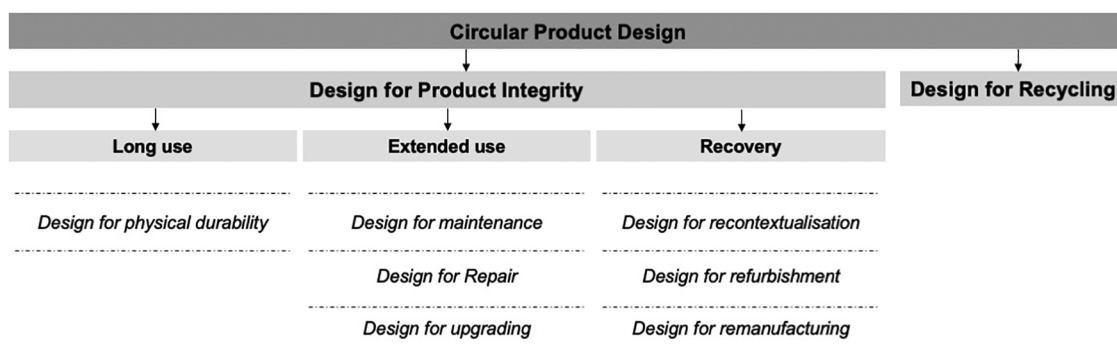 Circular Product Design
Design for Product Integrity
Design for Recycling
Long use
Extended use
Recovery
Design for physical durability
Design for maintenance
Design for recontextualisation
Design for Repair
Design for refurbishment
Design for upgrading
Design for remanufacturing